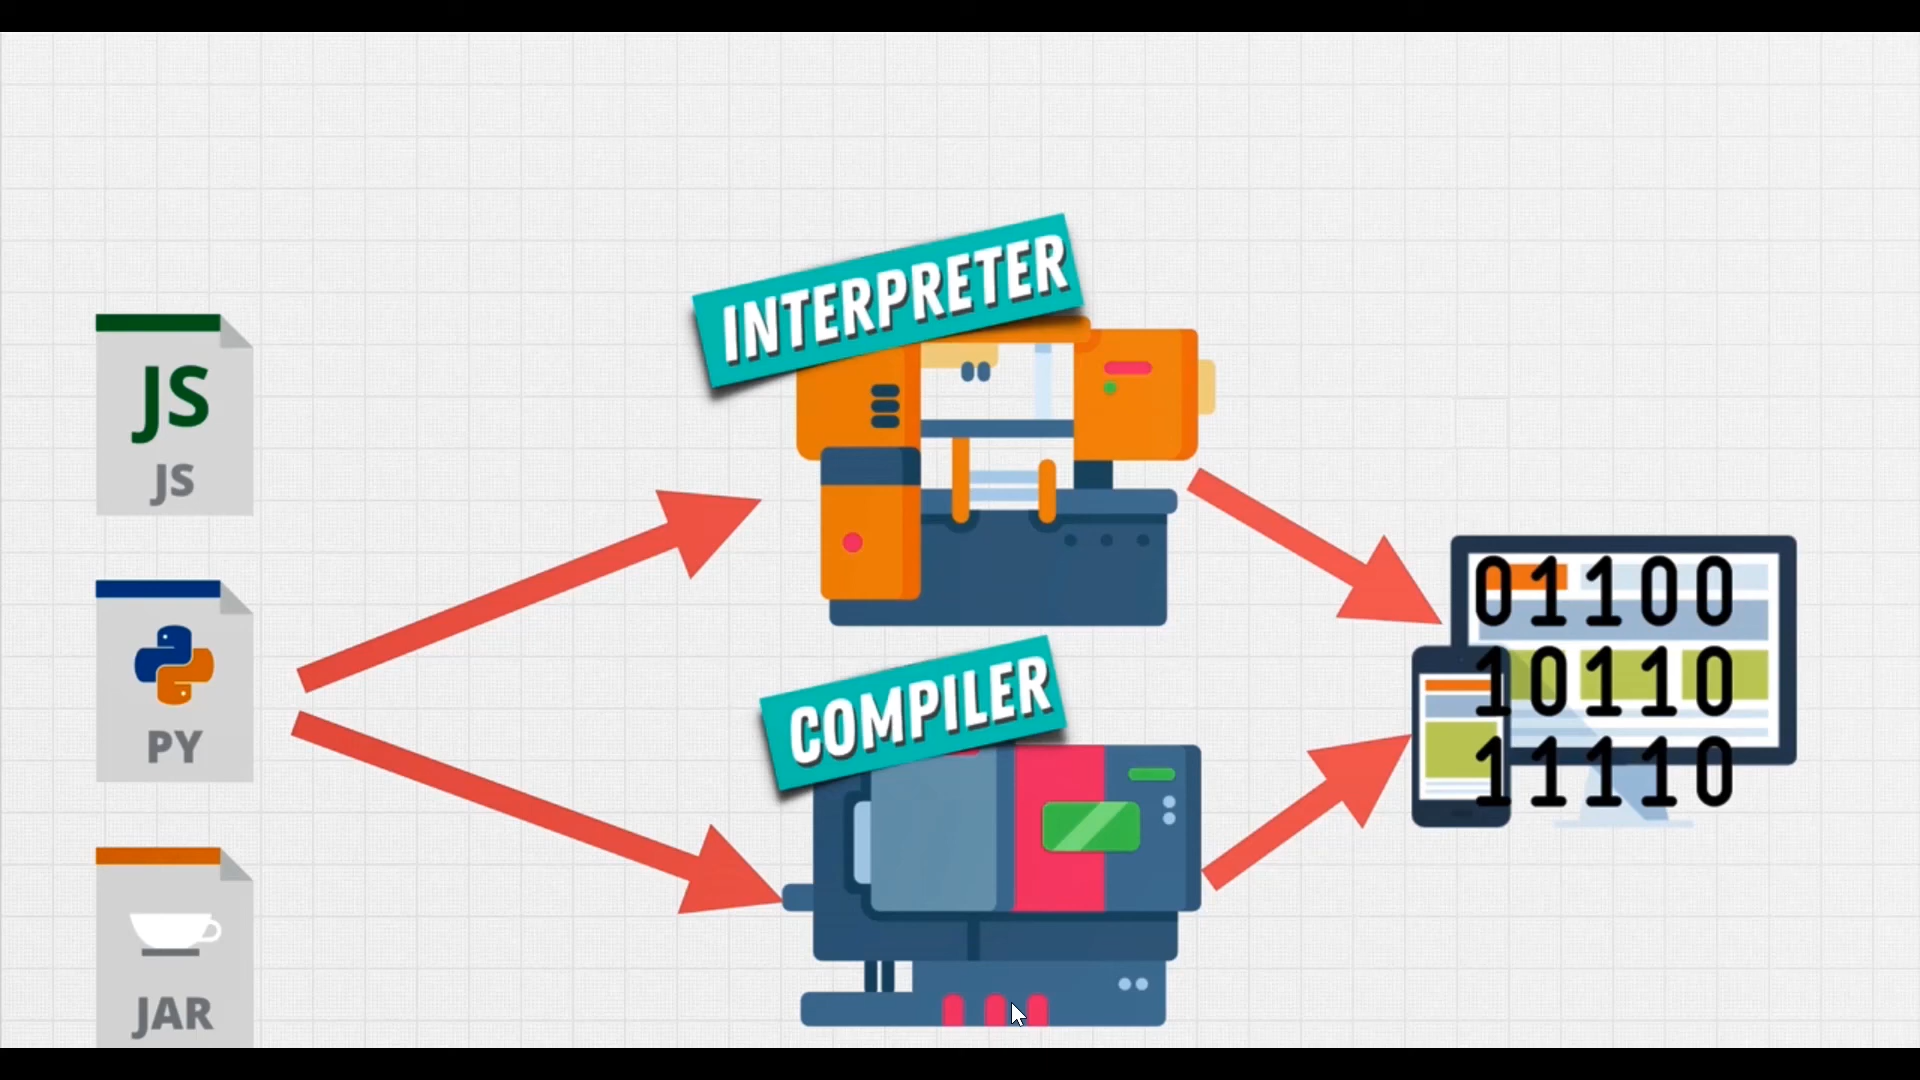 INTERPRETER
JS
JS
01100
10110
11110
COMPILER
PY
JAR